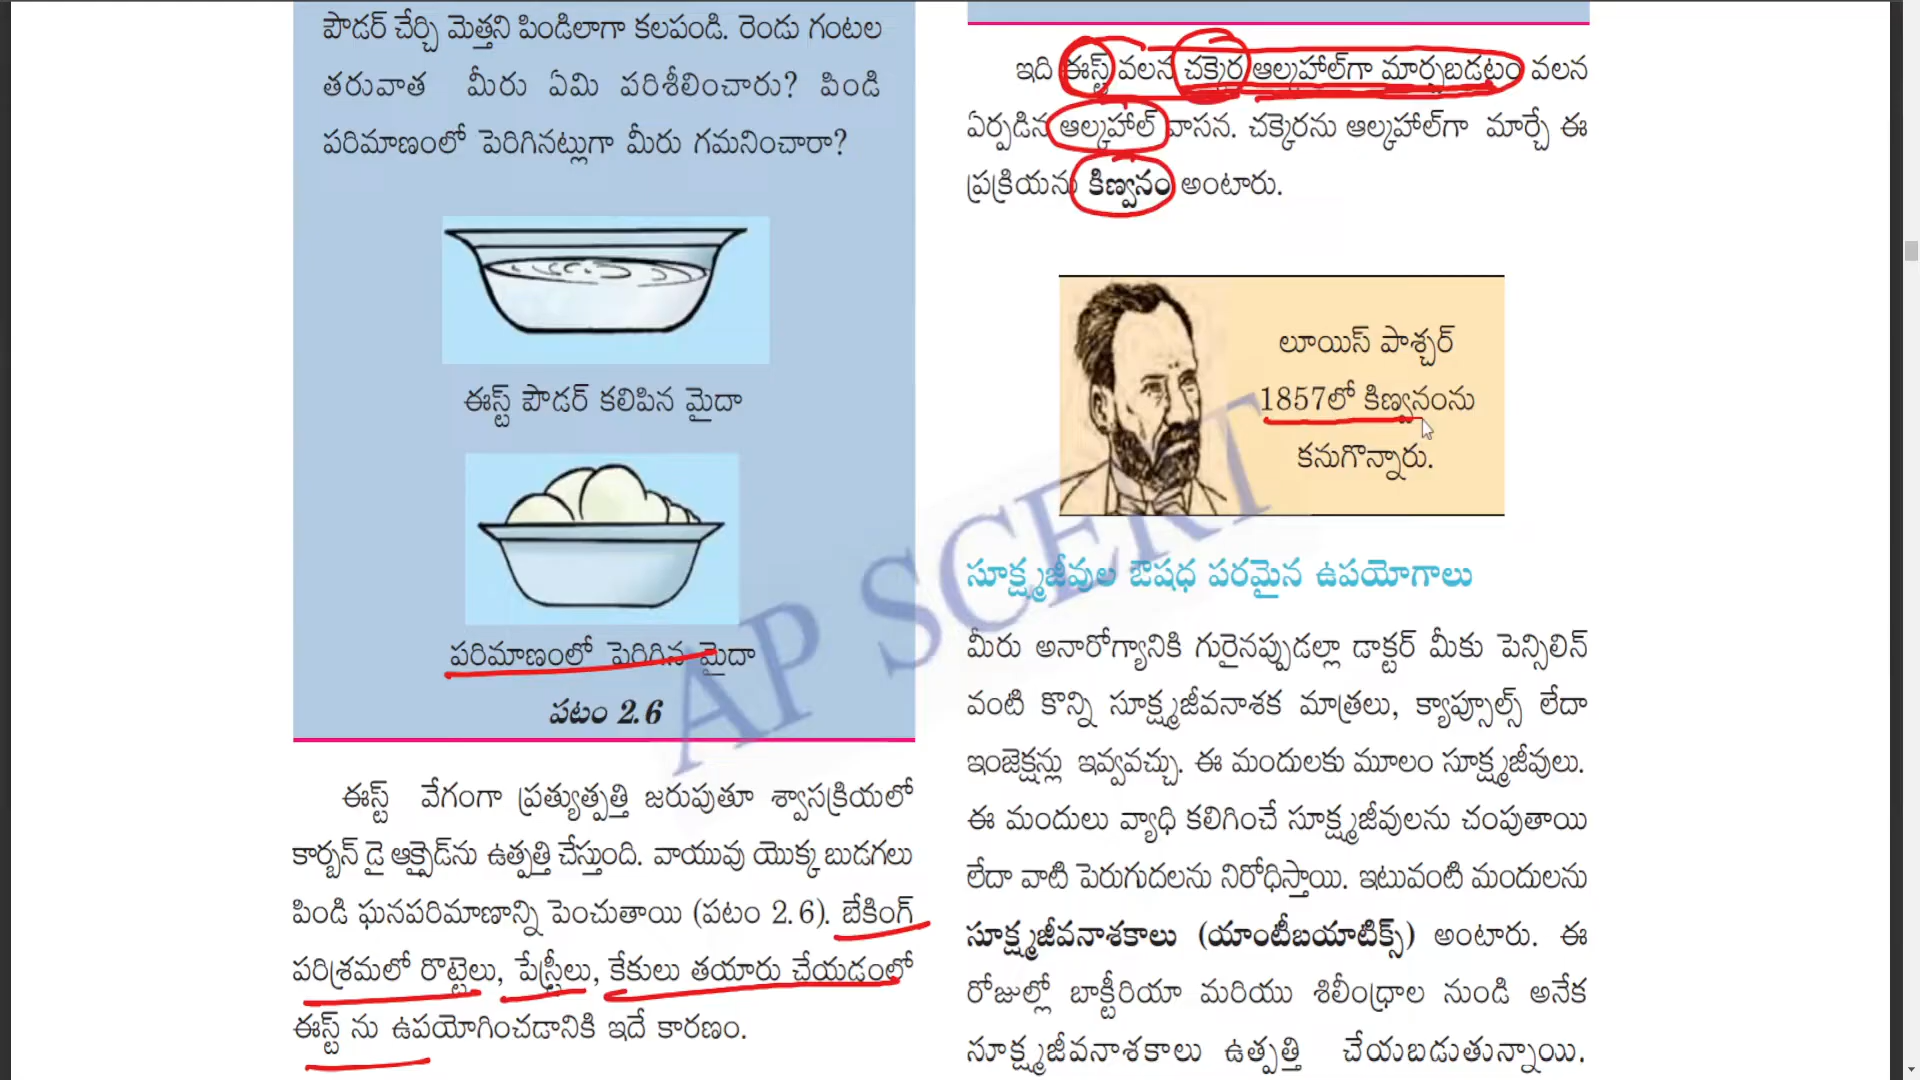 పౌడర్ చేర్చి మెత్తని పిండిలాగా కలపండి. రెండు గంటల
తరువాత మీరు ఏమి పరిశీలించారు? పిండి
పరిమాణంలో పెరిగినట్లుగా మీరు గమనించారా?
ఈస్ట్ పౌడర్ కలిపిన మైదా
పరిమాణంలో పెరిగిన మైదా
పటం 2.6
ఈస్ట్ వేగంగా ప్రత్యుత్పత్తి జరుపుతూ శ్వాసక్రియలో
కార్బన్ డై ఆక్సైడ్‌ను ఉత్పత్తి చేస్తుంది. వాయువు యొక్క బుడగలు
పిండి ఘనపరిమాణాన్ని పెంచుతాయి (పటం 2.6). బేకింగ్
పరిశ్రమలో రొట్టెలు, పేస్ట్రీలు, కేకులు తయారు చేయడంలో
ఈస్ట్ ను ఉపయోగించడానికి ఇదే కారణం.
ఇది ఈస్ట్ వలన చక్కెర ఆల్కహాల్‌గా మార్చబడటం వలన
ఏర్పడిన ఆల్కహాల్ వాసన. చక్కెరను ఆల్కహాల్‌గా మార్చే ఈ
ప్రక్రియను కిణ్వనం అంటారు.
లూయిస్ పాశ్చర్
1857లో కిణ్వనంను
కనుగొన్నారు.
సూక్ష్మజీవుల ఔషధ పరమైన ఉపయోగాలు
మీరు అనారోగ్యానికి గురైనప్పుడల్లా డాక్టర్ మీకు పెన్సిలిన్
వంటి కొన్ని సూక్ష్మజీవనాశక మాత్రలు, క్యాప్సూల్స్ లేదా
ఇంజెక్షన్లు ఇవ్వవచ్చు. ఈ మందులకు మూలం సూక్ష్మజీవులు.
ఈ మందులు వ్యాధి కలిగించే సూక్ష్మజీవులను చంపుతాయి
లేదా వాటి పెరుగుదలను నిరోధిస్తాయి. ఇటువంటి మందులను
సూక్ష్మజీవనాశకాలు (యాంటీబయాటిక్స్) అంటారు. ఈ
రోజుల్లో బాక్టీరియా మరియు శిలీంధ్రాల నుండి అనేక
సూక్ష్మజీవనాశకాలు ఉత్పత్తి చేయబడుతున్నాయి.
AP SCERT